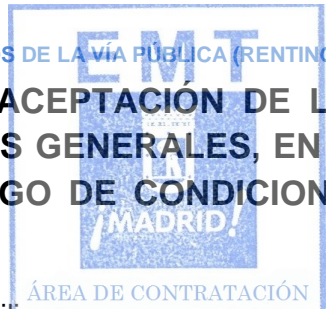 S DE LA VÍA PÚBLICA (RENTING
EMT
ACEPTACIÓN DE L
S GENERALES, EN
GO DE CONDICION
¡MADRID!
ÁREA DE CONTRATACIÓN
...